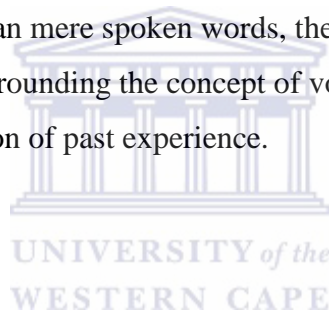 an mere spoken words, the
rounding the concept of vo
on of past experience.
UNIVERSITY of the
WESTERN CAPE